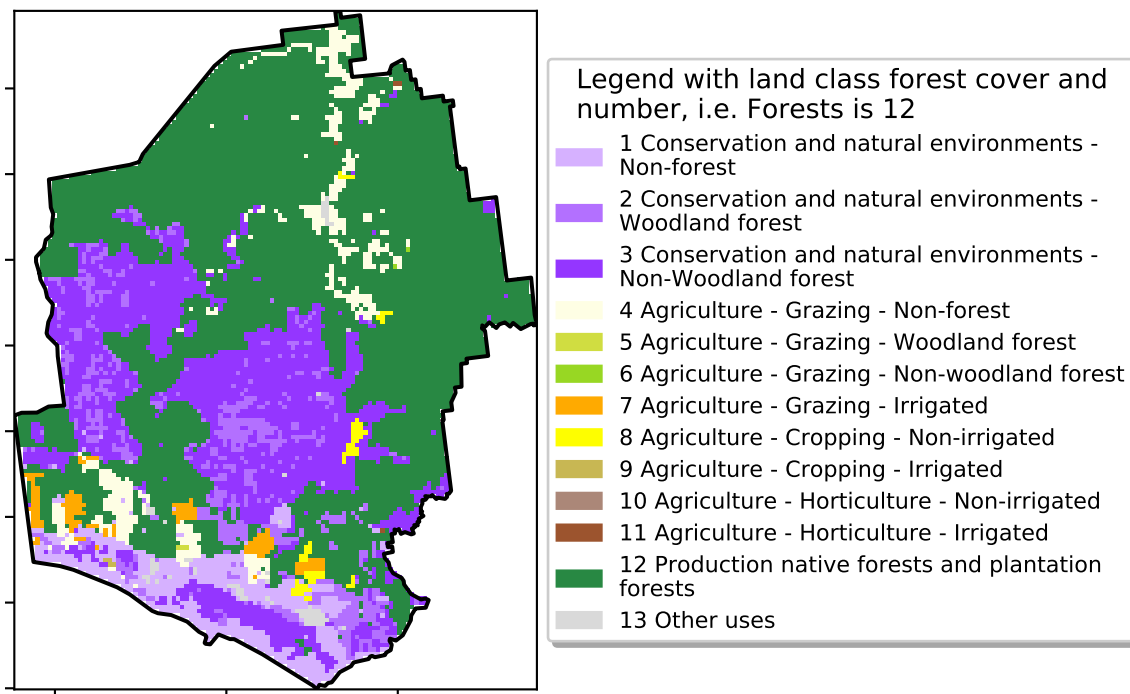 Legend with land class forest cover and
number, i.e. Forests is 12
1 Conservation and natural environments -
Non-forest
2 Conservation and natural environments -
Woodland forest
3 Conservation and natural environments -
Non-Woodland forest
4 Agriculture - Grazing - Non-forest
5 Agriculture - Grazing - Woodland forest
6 Agriculture - Grazing - Non-woodland forest
7 Agriculture - Grazing - Irrigated
8 Agriculture - Cropping - Non-irrigated
9 Agriculture - Cropping - Irrigated
10 Agriculture - Horticulture - Non-irrigated
11 Agriculture - Horticulture - Irrigated
12 Production native forests and plantation
forests
13 Other uses